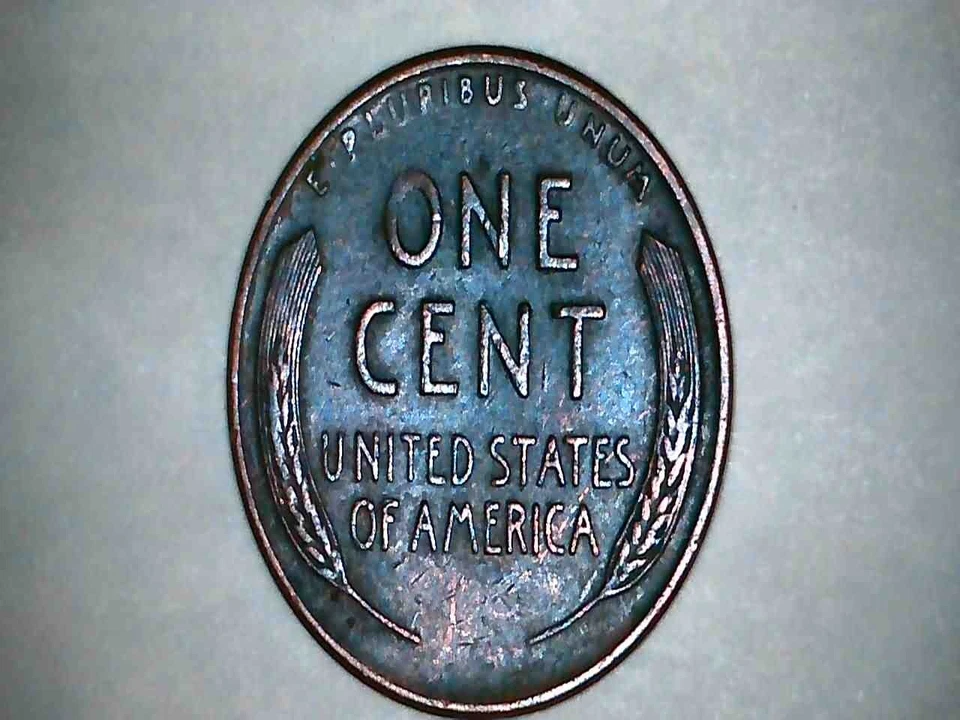 E PLURIBUS UNUM
ONE
CENT
UNITED STATES
OF AMERICA